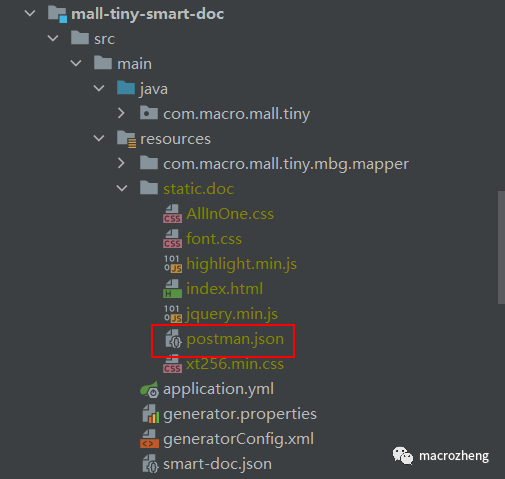 mall-tiny-smart-doc
src
main
java
com.macro.mall.tiny
resources
com.macro.mall.tiny.mbg.mapper
static.doc
AllInOne.css
font.css
highlight.min.js
index.html
jquery.min.js
postman.json
xt256.min.css
application.yml
generator.properties
generatorConfig.xml
smart-doc.json
macrozheng